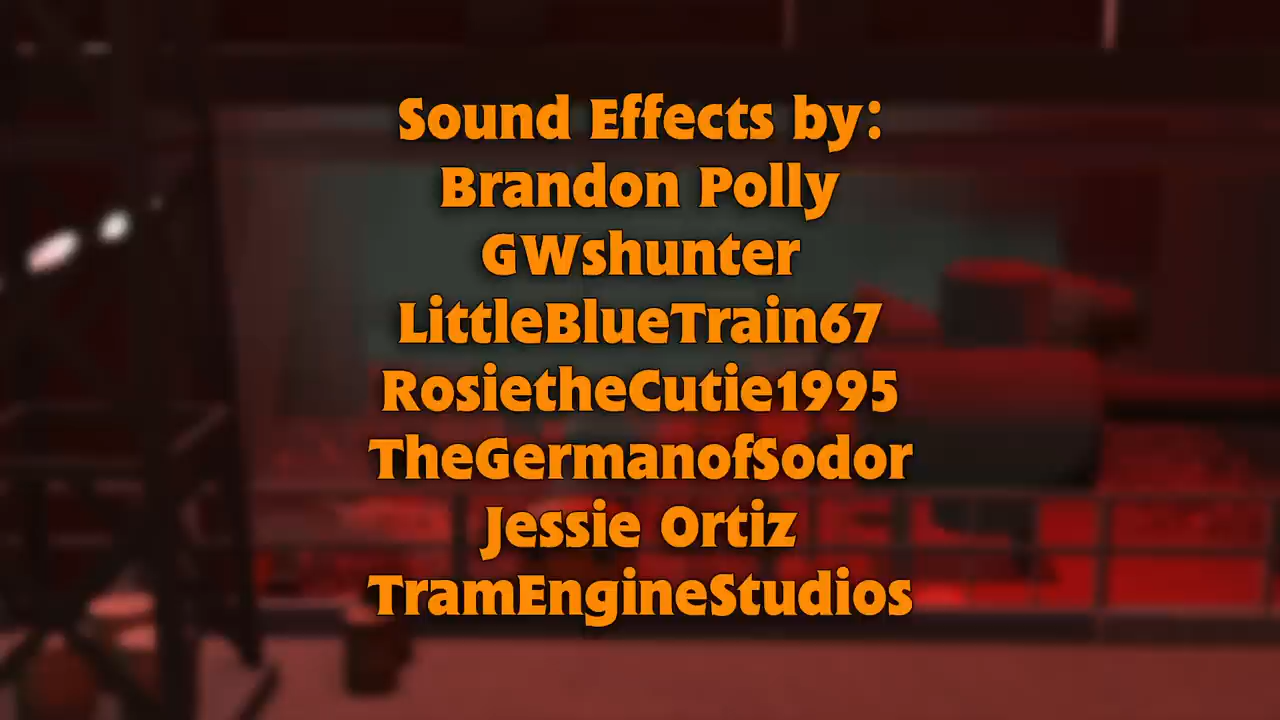 Sound Effects by:
Brandon Polly
GWshunter
LittleBlueTrain67
RosietheCutie1995
TheGermanofSodor
Jessie Ortiz
TramEngineStudios